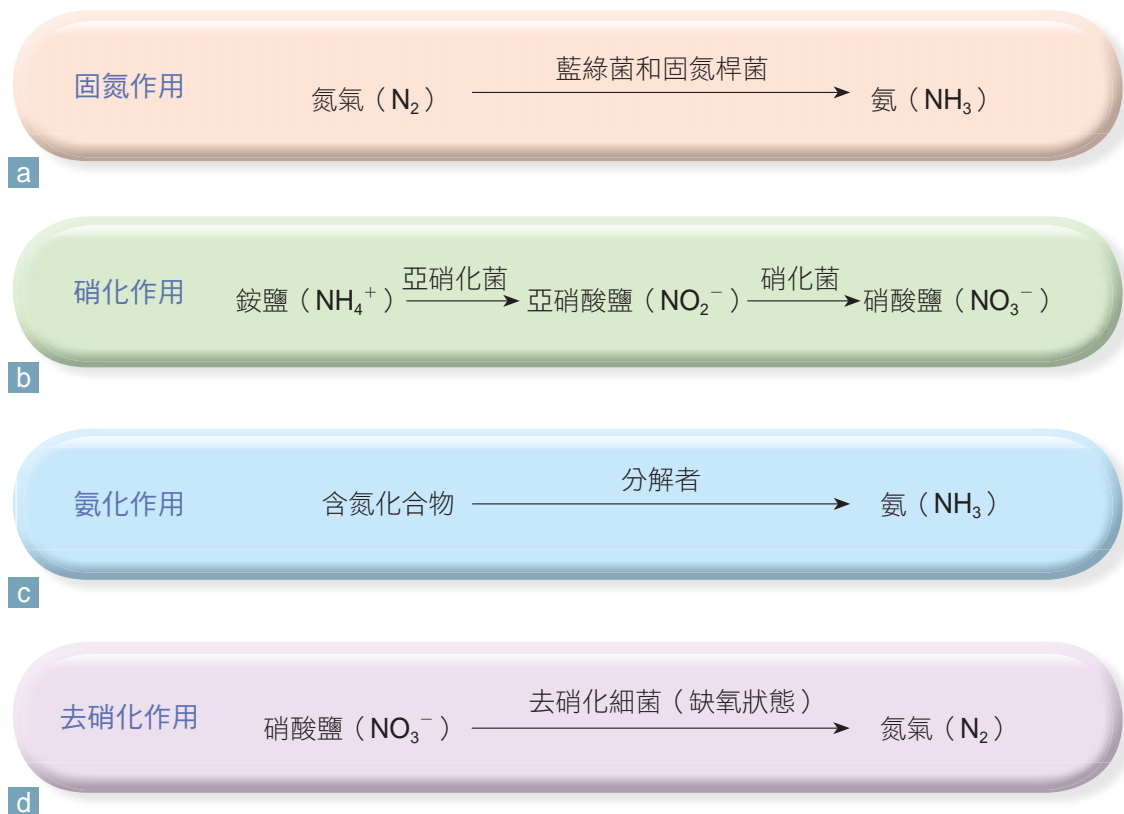 固氮作用 氮氣（N₂） 藍綠菌和固氮桿菌 氨（NH₃）
a
硝化作用 銨鹽（NH₄⁺） 亞硝化菌 亞硝酸鹽（NO₂⁻） 硝化菌 硝酸鹽（NO₃⁻）
b
氨化作用 含氮化合物 分解者 氨（NH₃）
c
去硝化作用 硝酸鹽（NO₃⁻） 去硝化細菌（缺氧狀態） 氮氣（N₂）
d